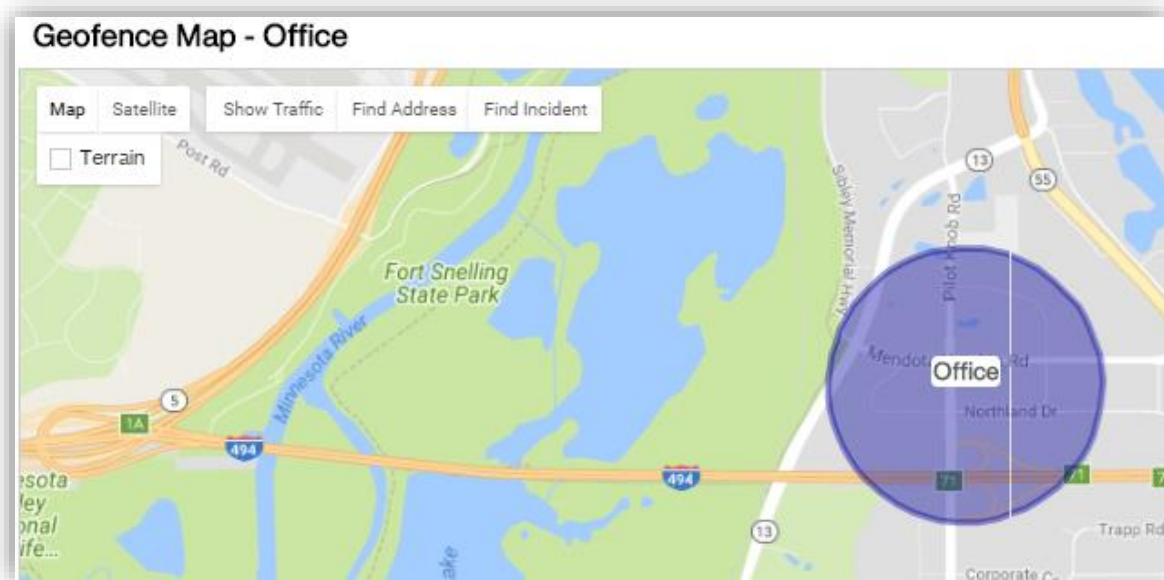 Geofence Map - Office
Map
Satellite
Show Traffic
Find Address
Find Incident
Terrain
Post Rd
13
55
Sibley Memorial Hwy
Pilot Knob Rd
Fort Snelling
State Park
Minnesota River
Mendota
Rd
Office
5
1A
Northland Dr
494
494
71
71
13
Trapp Rd